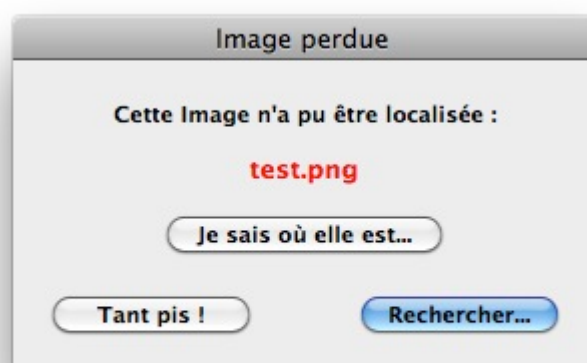 Image perdue
Cette Image n'a pu être localisée :
test.png
Je sais où elle est...
Tant pis !
Rechercher...